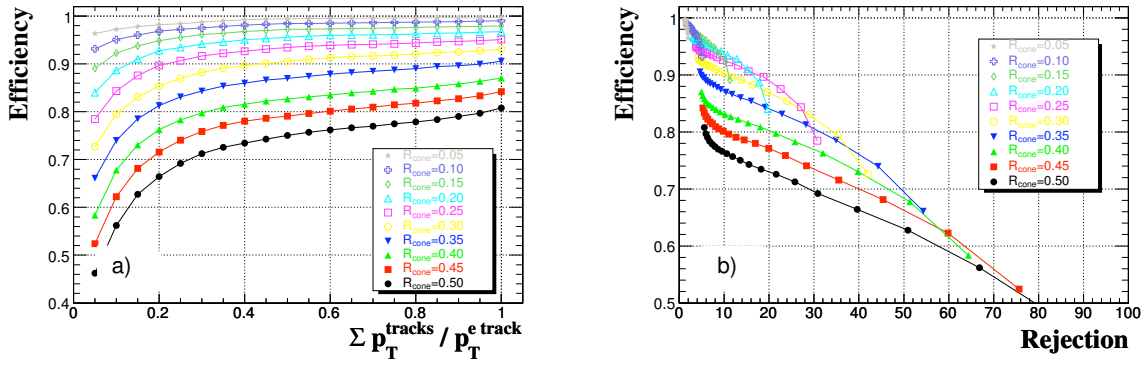 Efficiency
1
0.9
0.8
0.7
0.6
0.5
0.4
0 0.2 0.4 0.6 0.8 1
Σ p_T^tracks / p_T^e track
a)
R_cone=0.05
R_cone=0.10
R_cone=0.15
R_cone=0.20
R_cone=0.25
R_cone=0.30
R_cone=0.35
R_cone=0.40
R_cone=0.45
R_cone=0.50
Efficiency
1
0.9
0.8
0.7
0.6
0.5
0 10 20 30 40 50 60 70 80 90 100
Rejection
b)
R_cone=0.05
R_cone=0.10
R_cone=0.15
R_cone=0.20
R_cone=0.25
R_cone=0.30
R_cone=0.35
R_cone=0.40
R_cone=0.45
R_cone=0.50